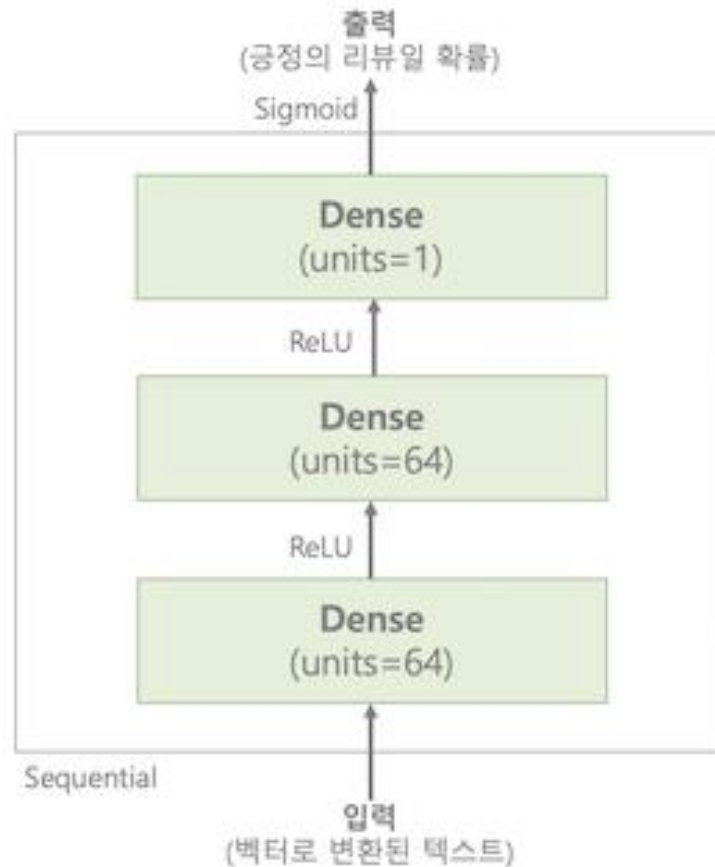 출력
(긍정의 리뷰일 확률)
Sigmoid
Dense
(units=1)
ReLU
Dense
(units=64)
ReLU
Dense
(units=64)
Sequential
입력
(벡터로 변환된 텍스트)